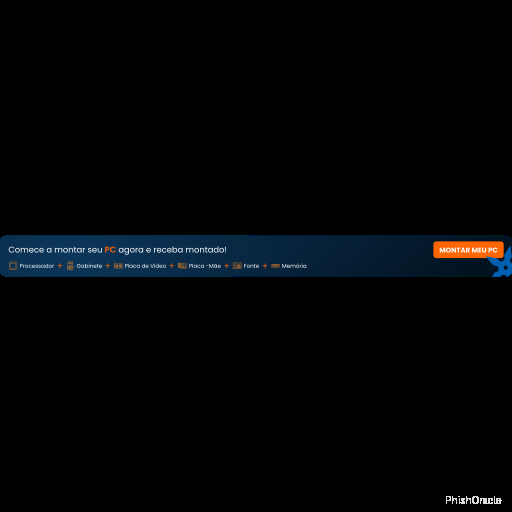 Comece a montar seu PC agora e receba montado!
MONTAR MEU PC
Processador + Gabinete + Placa de Vídeo + Placa -Mãe + Fonte + Memória
PhishOracle